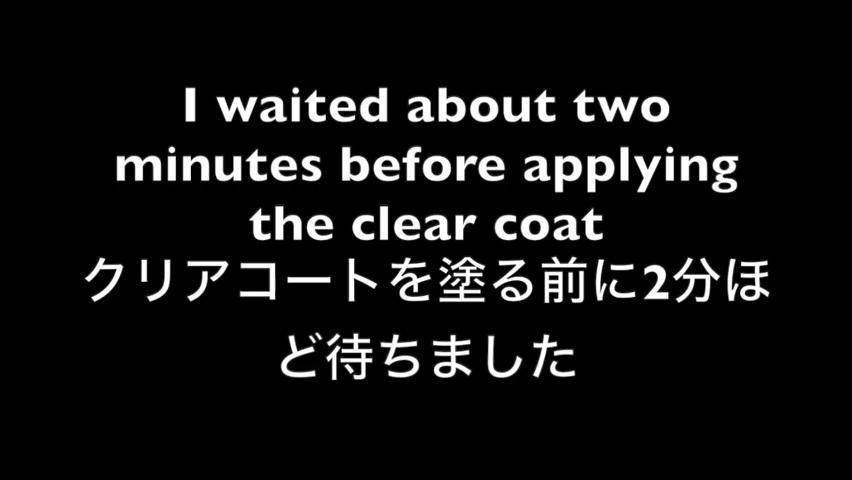 I waited about two
minutes before applying
the clear coat
クリアコートを塗る前に2分ほ
ど待ちました